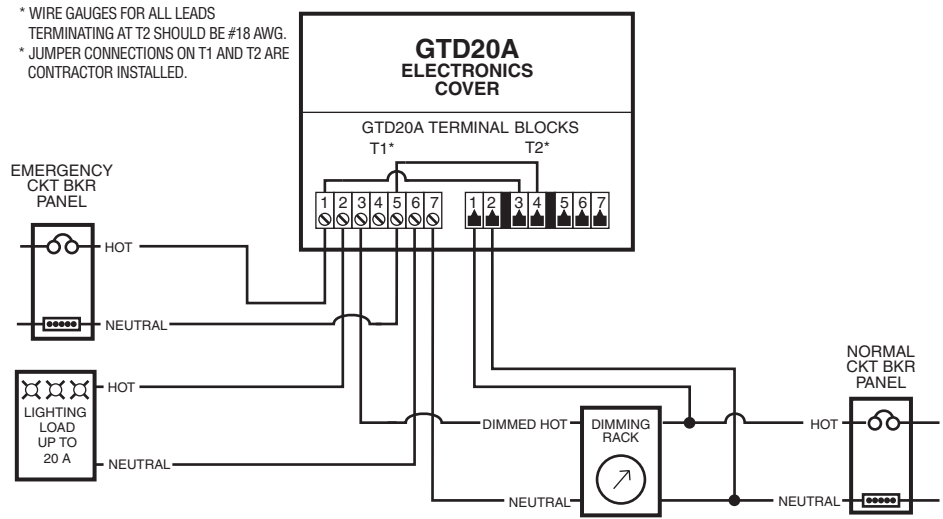 * WIRE GAUGES FOR ALL LEADS
TERMINATING AT T2 SHOULD BE #18 AWG.
* JUMPER CONNECTIONS ON T1 AND T2 ARE
CONTRACTOR INSTALLED.
GTD20A
ELECTRONICS
COVER
GTD20A TERMINAL BLOCKS
T1*
T2*
1 2 3 4 5 6 7
1 2 3 4 5 6 7
EMERGENCY
CKT BKR
PANEL
HOT
NEUTRAL
HOT
LIGHTING
LOAD
UP TO
20 A
NEUTRAL
DIMMED HOT
DIMMING
RACK
NEUTRAL
NORMAL
CKT BKR
PANEL
HOT
NEUTRAL